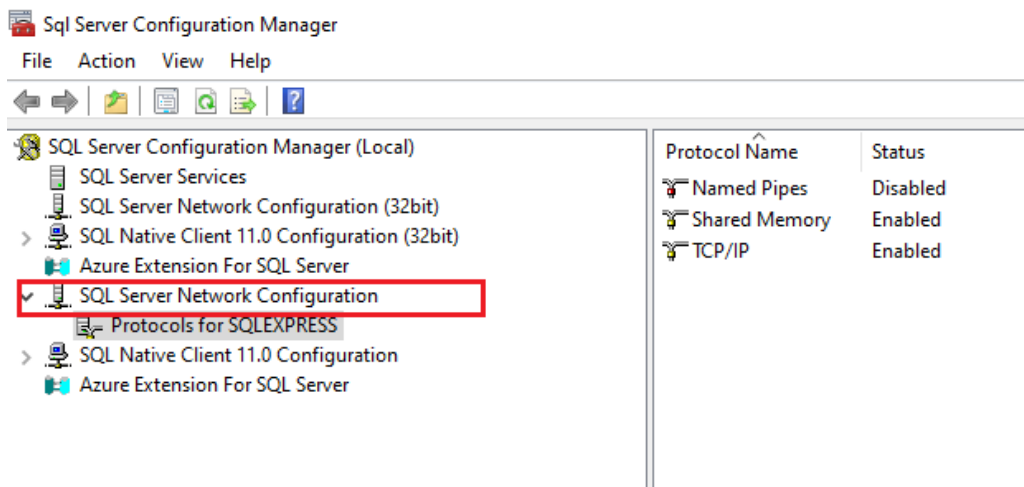 Sql Server Configuration Manager
File Action View Help
SQL Server Configuration Manager (Local)
SQL Server Services
SQL Server Network Configuration (32bit)
SQL Native Client 11.0 Configuration (32bit)
Azure Extension For SQL Server
SQL Server Network Configuration
Protocols for SQLEXPRESS
SQL Native Client 11.0 Configuration
Azure Extension For SQL Server
Protocol Name Status
Named Pipes Disabled
Shared Memory Enabled
TCP/IP Enabled